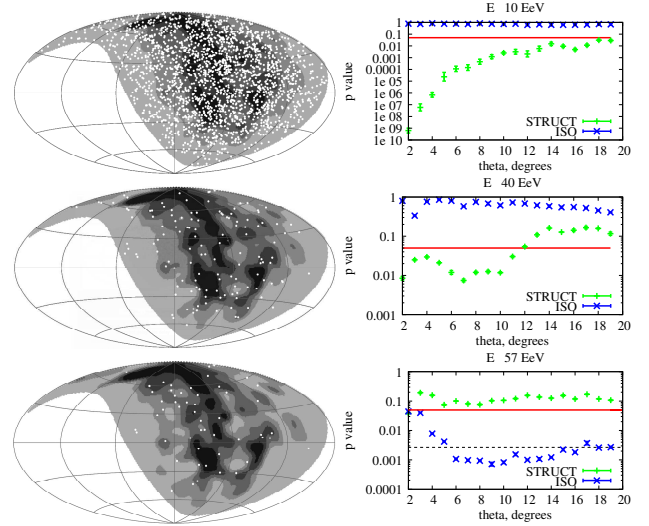 E 10 EeV
1
0.1
0.01
0.001
0.0001
1e 05
1e 06
1e 07
1e 08
1e 09
1e 10
p value
STRUCT
ISO
2 4 6 8 10 12 14 16 18 20
theta, degrees
E 40 EeV
1
0.1
0.01
0.001
p value
STRUCT
ISO
2 4 6 8 10 12 14 16 18 20
theta, degrees
E 57 EeV
1
0.1
0.01
0.001
0.0001
p value
STRUCT
ISO
2 4 6 8 10 12 14 16 18 20
theta, degrees